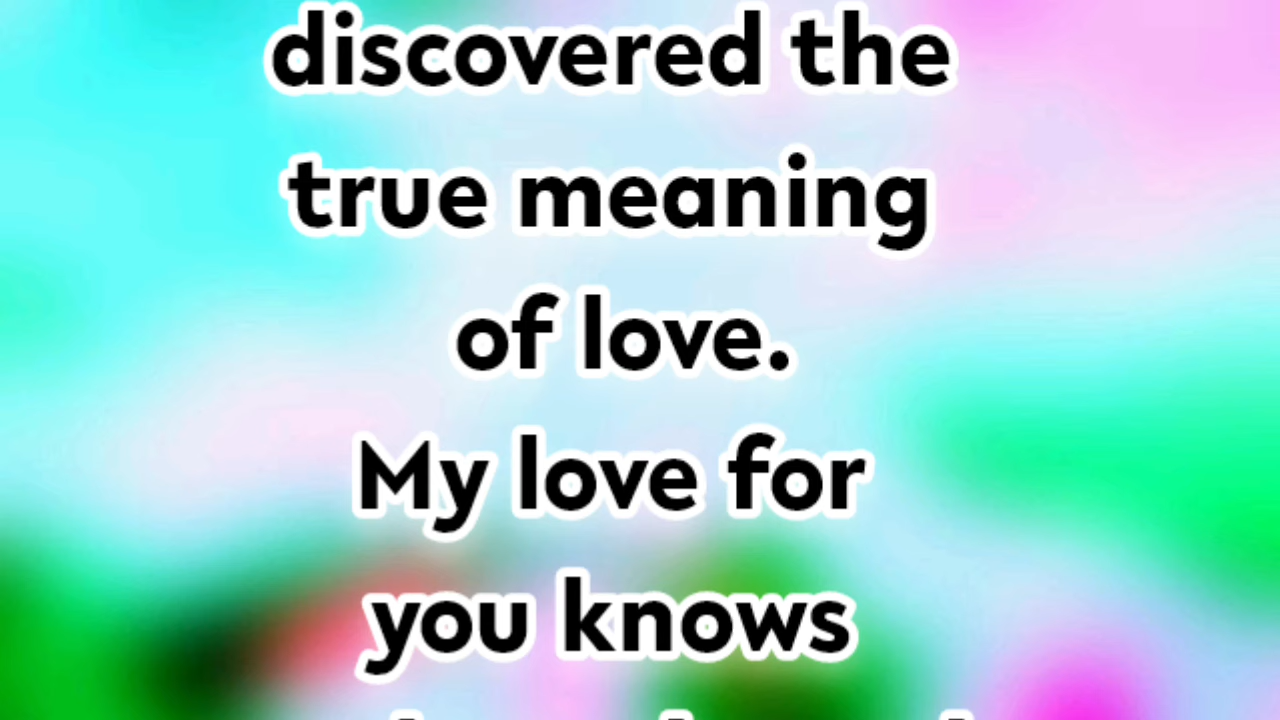 discovered the
true meaning
of love.
My love for
you knows